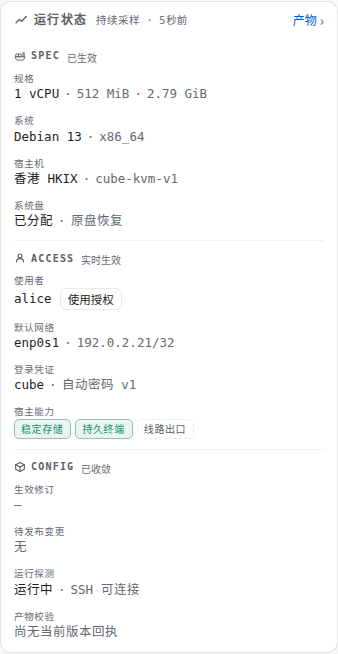 运行状态 持续采样 · 5秒前 产物 ›
SPEC 已生效
规格
1 vCPU · 512 MiB · 2.79 GiB
系统
Debian 13 · x86_64
宿主机
香港 HKIX · cube-kvm-v1
系统盘
已分配 · 原盘恢复
ACCESS 实时生效
使用者
alice 使用授权
默认网络
enp0s1 · 192.0.2.21/32
登录凭证
cube · 自动密码 v1
宿主能力
稳定存储 持久终端 线路出口
CONFIG 已收敛
生效修订
—
待发布变更
无
运行探测
运行中 · SSH 可连接
产物校验
尚无当前版本回执